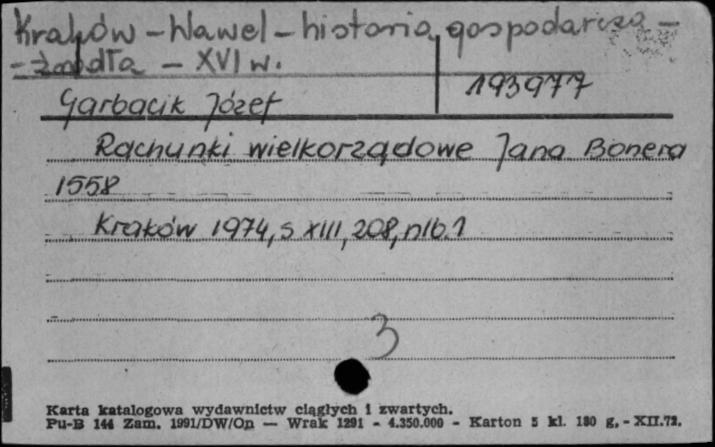 Kraków - Wawel - historia gospodarcza -
- źródła - XVI w.
Garbacik Józef
193977
Rachunki wielkorządowe Jana Bonera
1558
Kraków 1974, s XIII, 208, nlb. 1
3
Karta katalogowa wydawnictw ciągłych i zwartych.
Pu-B 144 Zam. 1991/DW/Op — Wrak 1291 - 4.350.000 - Karton 5 kl. 180 g. - XII.72.